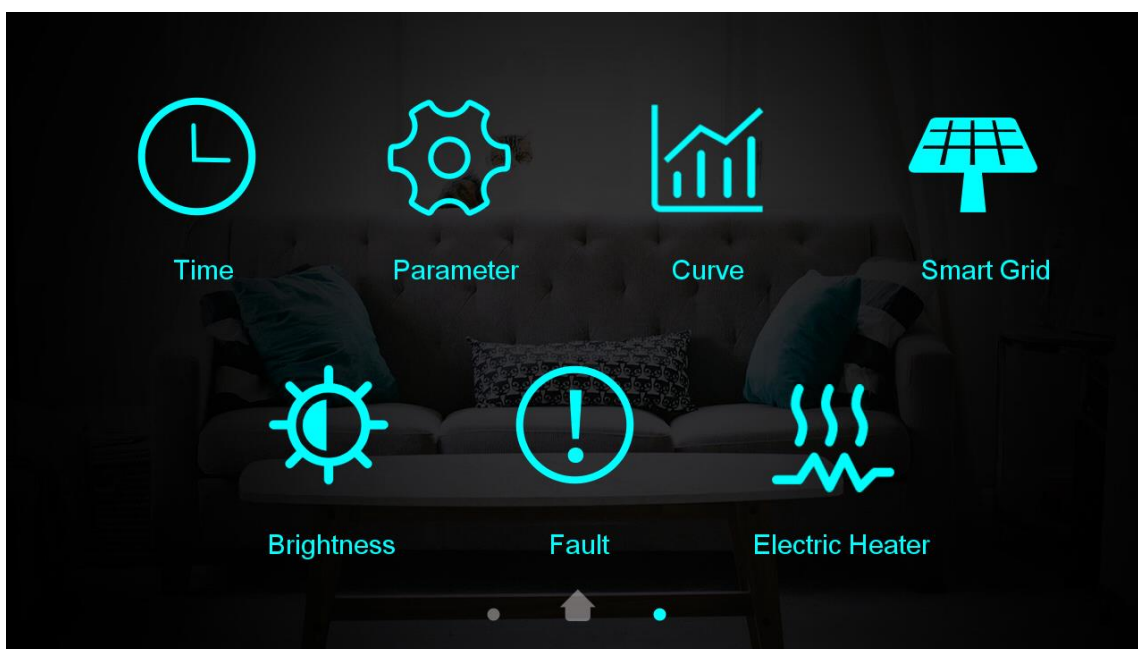 Time
Parameter
Curve
Smart Grid
Brightness
Fault
Electric Heater